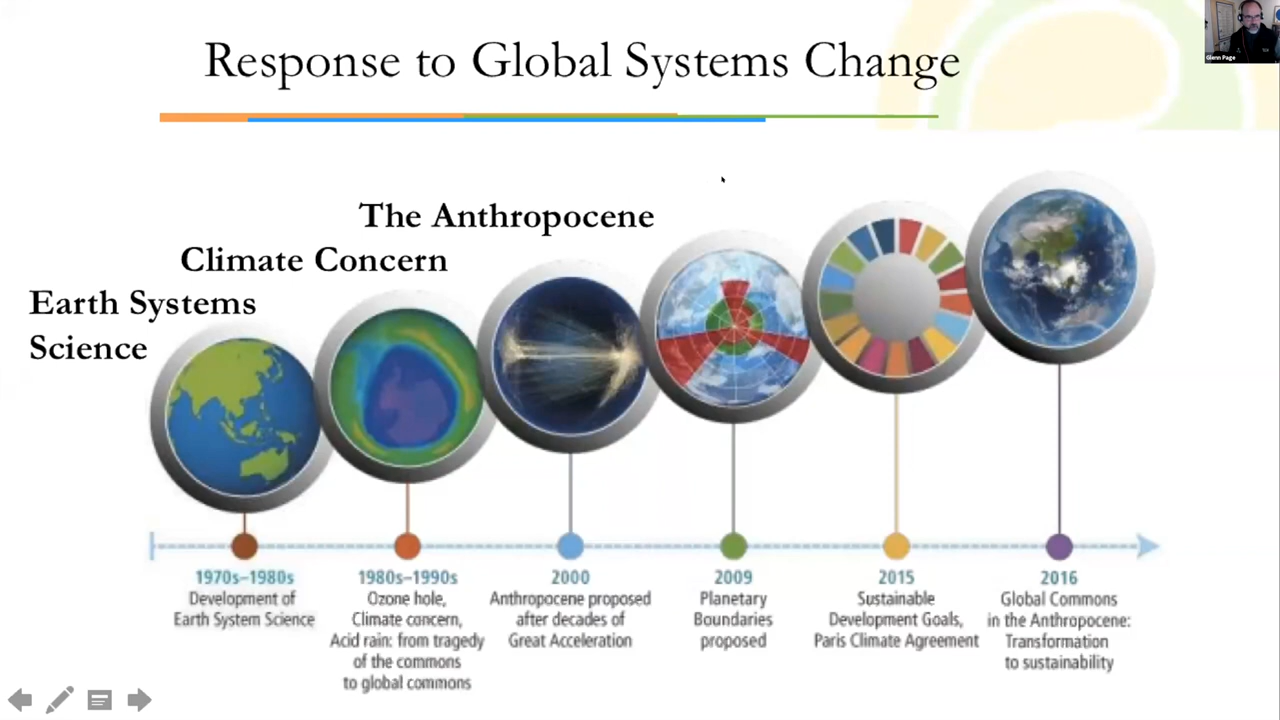 Response to Global Systems Change
Glenn Page
The Anthropocene
Climate Concern
Earth Systems
Science
1970s–1980s
Development of
Earth System Science
1980s–1990s
Ozone hole,
Climate concern,
Acid rain: from tragedy
of the commons
to global commons
2000
Anthropocene proposed
after decades of
Great Acceleration
2009
Planetary
Boundaries
proposed
2015
Sustainable
Development Goals,
Paris Climate Agreement
2016
Global Commons
in the Anthropocene:
Transformation
to sustainability